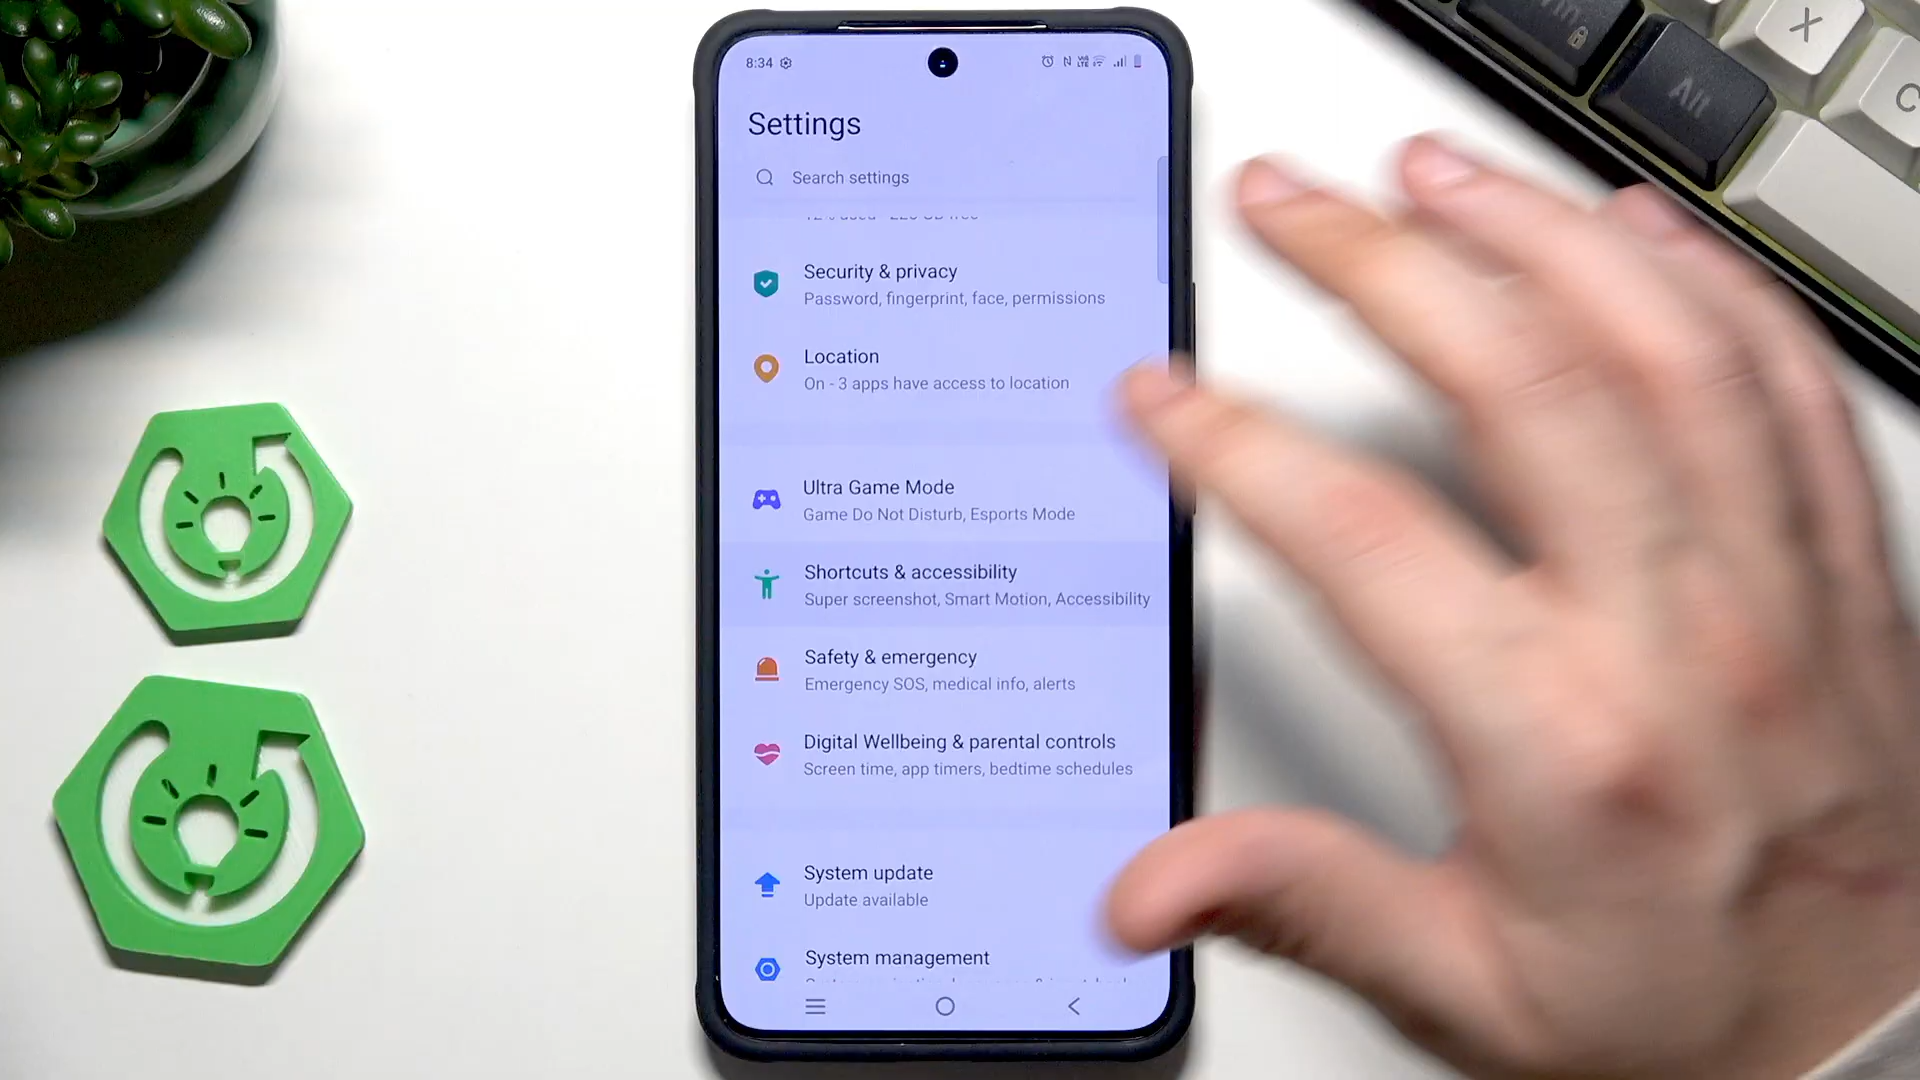 8:34
Settings
Search settings
Security & privacy
Password, fingerprint, face, permissions
Location
On - 3 apps have access to location
Ultra Game Mode
Game Do Not Disturb, Esports Mode
Shortcuts & accessibility
Super screenshot, Smart Motion, Accessibility
Safety & emergency
Emergency SOS, medical info, alerts
Digital Wellbeing & parental controls
Screen time, app timers, bedtime schedules
System update
Update available
System management
Alt
X
C